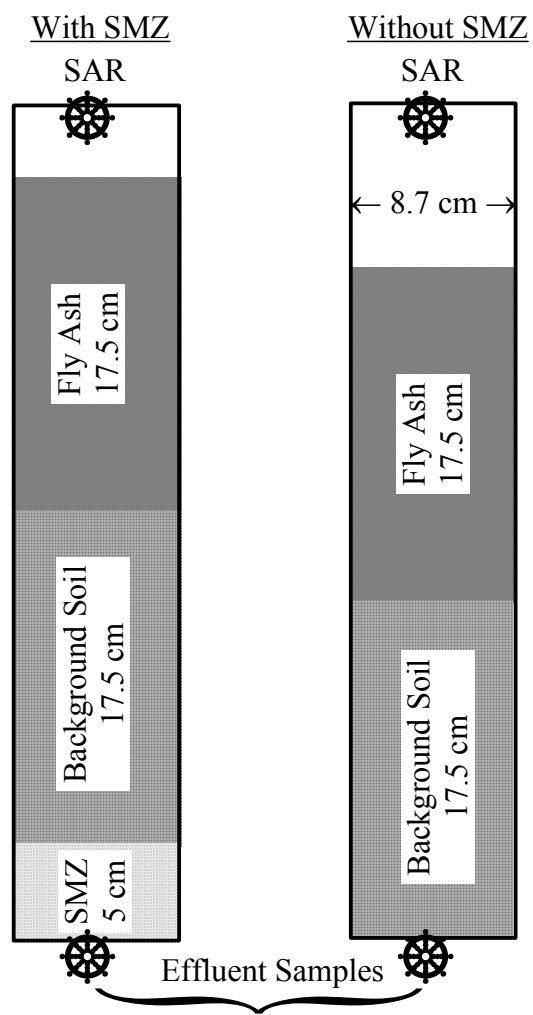 With SMZ
SAR
Fly Ash
17.5 cm
Background Soil
17.5 cm
SMZ
5 cm
Without SMZ
SAR
← 8.7 cm →
Fly Ash
17.5 cm
Background Soil
17.5 cm
Effluent Samples